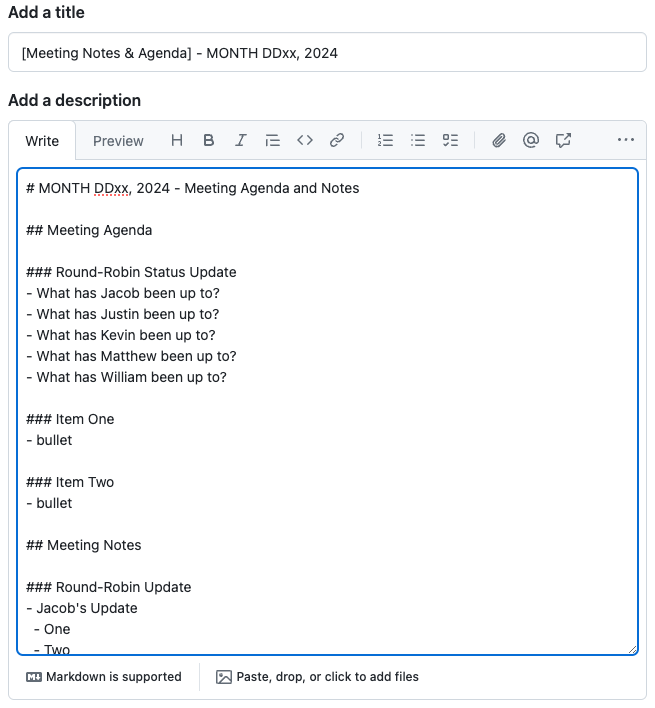 Add a title
[Meeting Notes & Agenda] - MONTH DDxx, 2024
Add a description
Write
Preview
# MONTH DDxx, 2024 - Meeting Agenda and Notes
## Meeting Agenda
### Round-Robin Status Update
- What has Jacob been up to?
- What has Justin been up to?
- What has Kevin been up to?
- What has Matthew been up to?
- What has William been up to?
### Item One
- bullet
### Item Two
- bullet
## Meeting Notes
### Round-Robin Update
- Jacob's Update
  - One
  - Two
Markdown is supported
Paste, drop, or click to add files